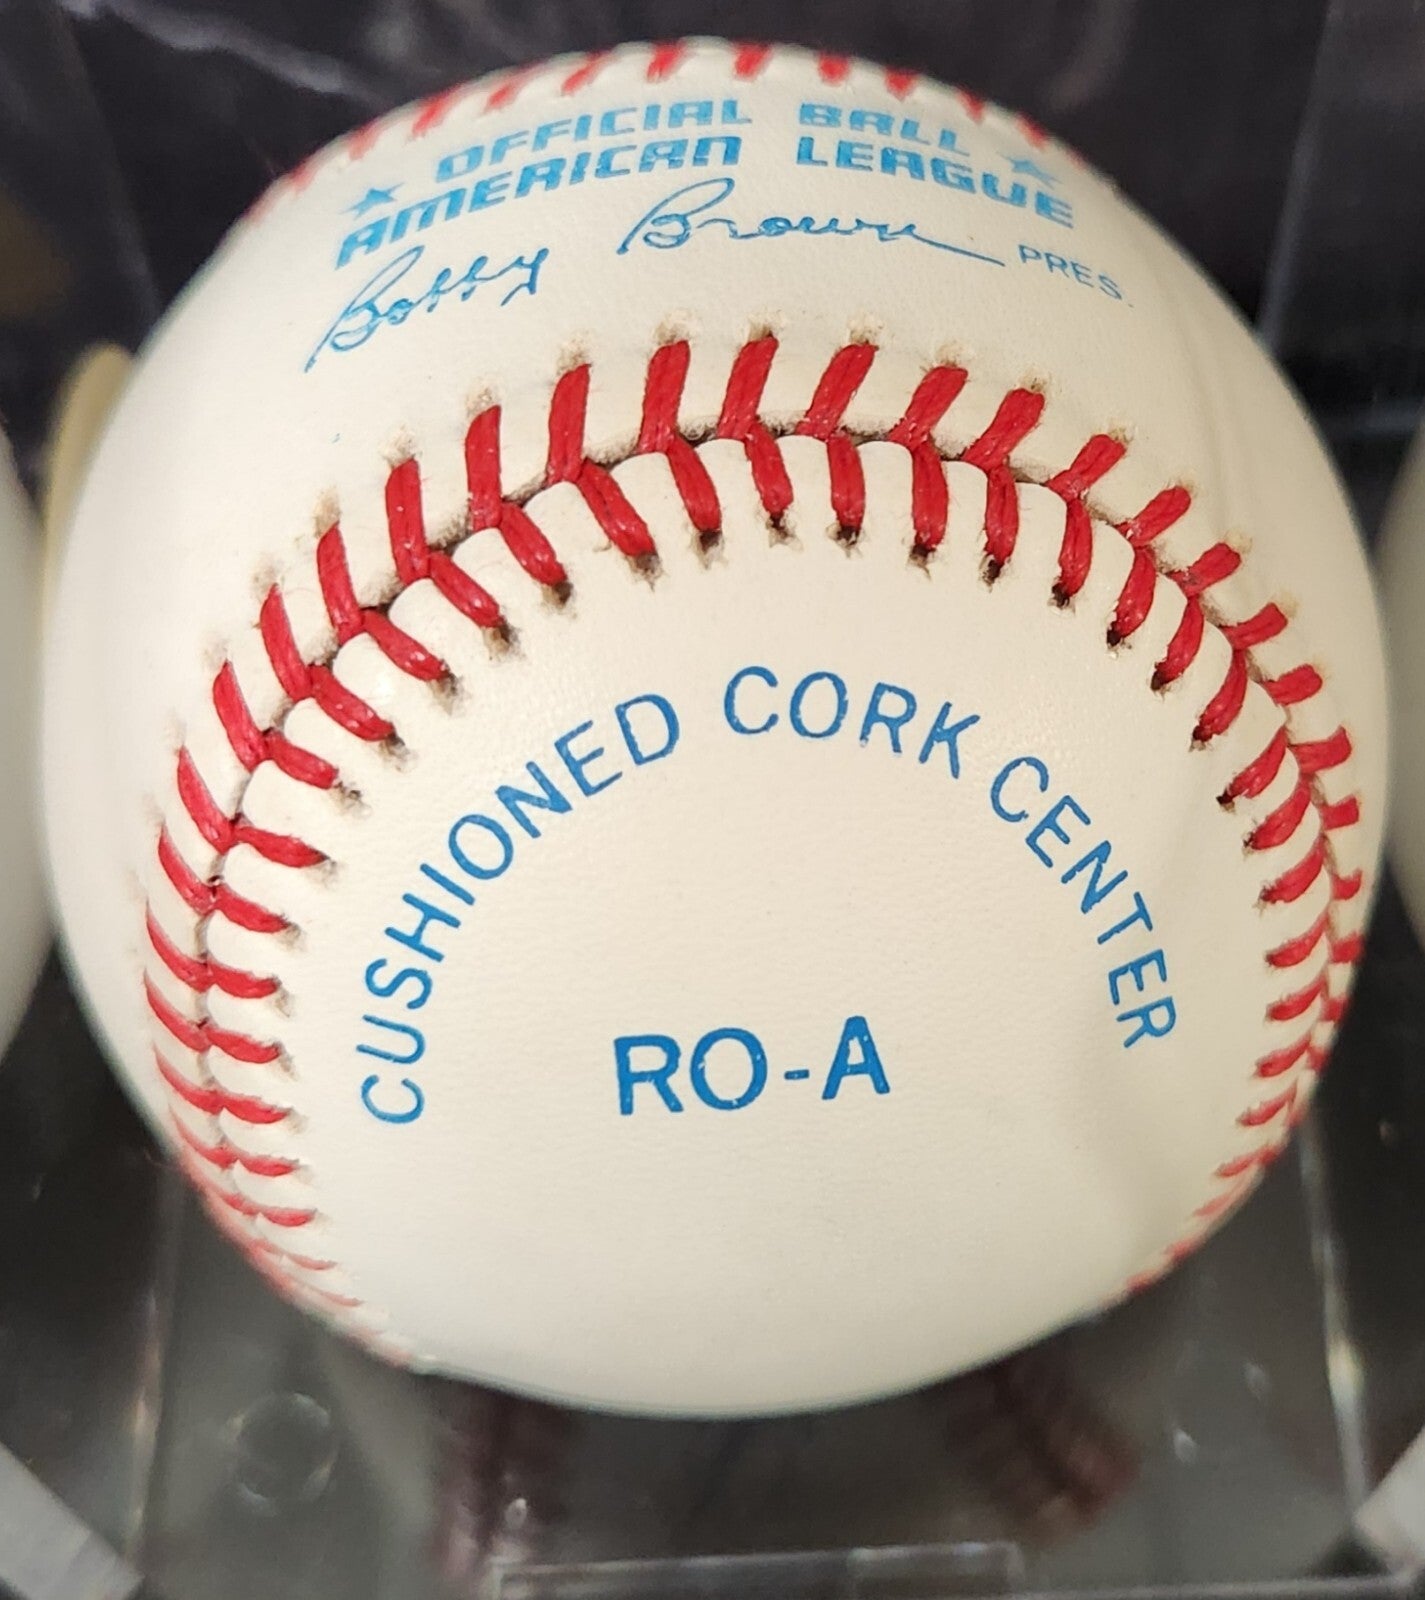 OFFICIAL BALL
AMERICAN LEAGUE
Bobby Brown PRES.
CUSHIONED CORK CENTER
RO-A